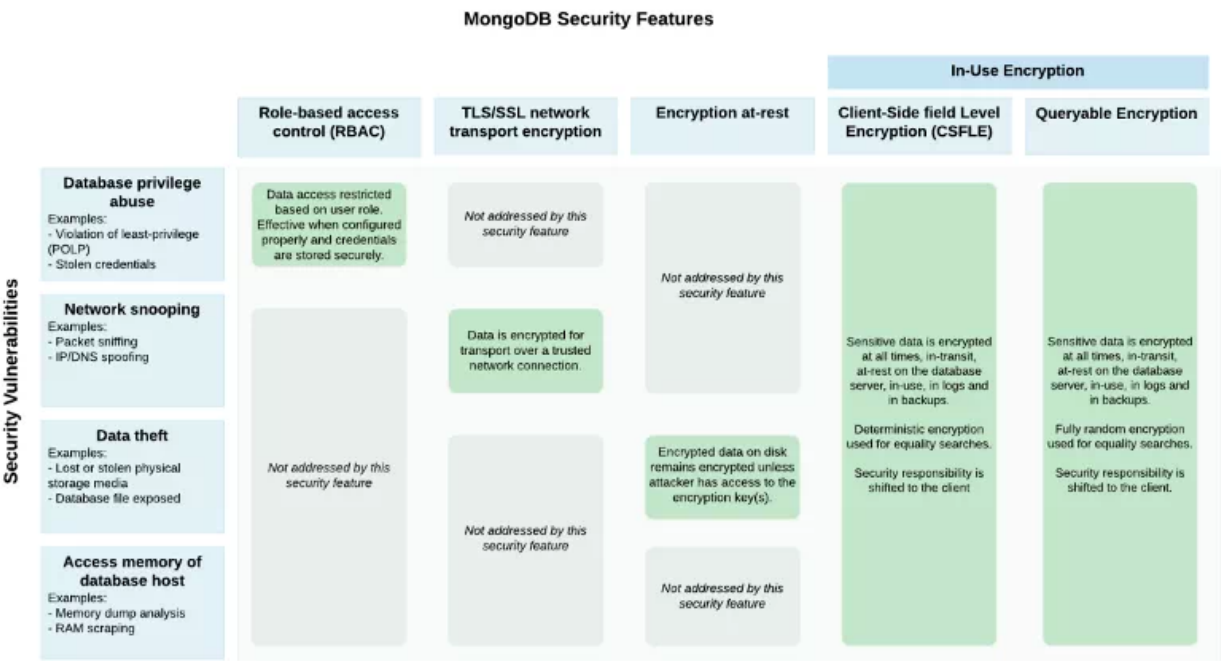 MongoDB Security Features
In-Use Encryption
Role-based access
control (RBAC)
TLS/SSL network
transport encryption
Encryption at-rest
Client-Side field Level
Encryption (CSFLE)
Queryable Encryption
Security Vulnerabilities
Database privilege
abuse
Examples:
- Violation of least-privilege
(POLP)
- Stolen credentials
Data access restricted
based on user role.
Effective when configured
properly and credentials
are stored securely.
Not addressed by this
security feature
Not addressed by this
security feature
Sensitive data is encrypted
at all times, in-transit,
at-rest on the database
server, in-use, in logs and
in backups.
Deterministic encryption
used for equality searches.
Security responsibility is
shifted to the client
Sensitive data is encrypted
at all times, in-transit,
at-rest on the database
server, in-use, in logs and
in backups.
Fully random encryption
used for equality searches.
Security responsibility is
shifted to the client.
Network snooping
Examples:
- Packet sniffing
- IP/DNS spoofing
Not addressed by this
security feature
Data is encrypted for
transport over a trusted
network connection.
Data theft
Examples:
- Lost or stolen physical
storage media
- Database file exposed
Not addressed by this
security feature
Encrypted data on disk
remains encrypted unless
attacker has access to the
encryption key(s).
Access memory of
database host
Examples:
- Memory dump analysis
- RAM scraping
Not addressed by this
security feature